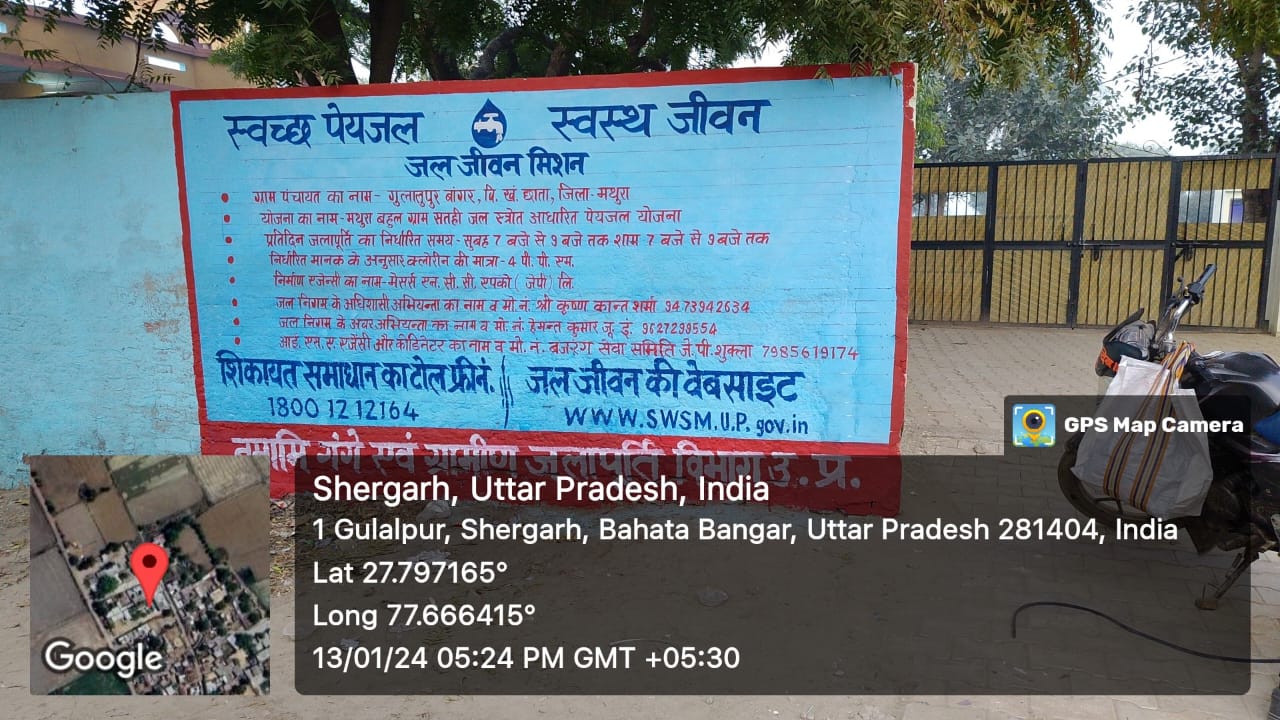 स्वच्छ पेयजल स्वस्थ जीवन
जल जीवन मिशन
ग्राम पंचायत का नाम- गुलालपुर बांगर, वि. खं. छाता, जिला-मथुरा
योजना का नाम-मथुरा बहुल ग्राम सतही जल स्त्रोत आधारित पेयजल योजना
प्रतिदिन जलापूर्ति का निर्धारित समय-सुबह 7 बजे से 9 बजे तक शाम 7 बजे से 9 बजे तक
निर्धारित मानक के अनुसार क्लोरीन की मात्रा-4 पी. पी. एम.
निर्माण एजेन्सी का नाम-मेसर्स एन. सी. सी. एपको ( जेपी) लि.
जल निगम के अधिशासी अभियन्ता का नाम व मो. नं. श्री कृष्ण कान्त शर्मा 9473942634
जल निगम के अवर अभियन्ता का नाम व मो. नं. हेमन्त कुमार जू. इं. 9627299554
आई. एस. ए एजेंसी और कोर्डिनेटर का नाम व मो. न. बजरंग सेवा समिति जे. पी. शुक्ला 7985619174
शिकायत समाधान का टोल फ्री नं. जल जीवन की वेबसाइट
1800 12 12164 WWW.SWSM.U.P. gov.in
नमामि गंगे एवं ग्रामीण जलापूर्ति विभाग उ. प्र.
GPS Map Camera
Shergarh, Uttar Pradesh, India
1 Gulalpur, Shergarh, Bahata Bangar, Uttar Pradesh 281404, India
Lat 27.797165°
Long 77.666415°
13/01/24 05:24 PM GMT +05:30
Google